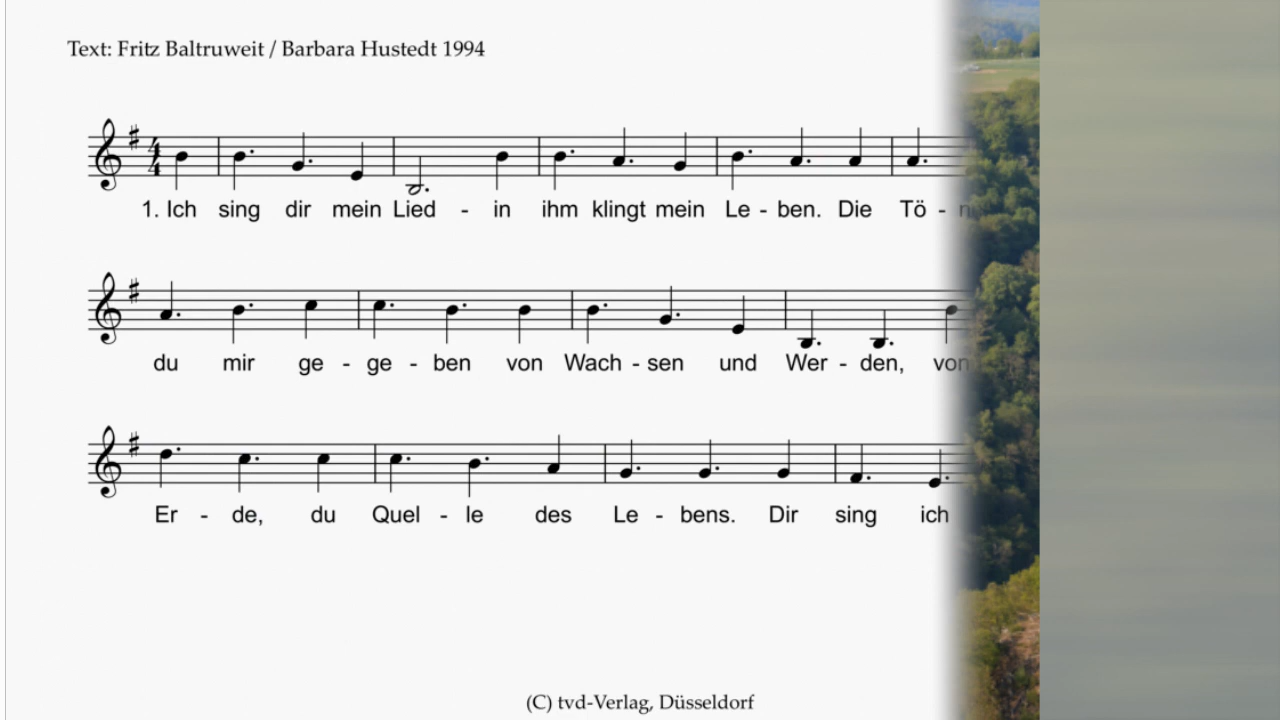 Text: Fritz Baltruweit / Barbara Hustedt 1994
1. Ich sing dir mein Lied - in ihm klingt mein Le - ben. Die Tö -
du mir ge - ge - ben von Wach - sen und Wer - den, von
Er - de, du Quel - le des Le - bens. Dir sing ich
(C) tvd-Verlag, Düsseldorf